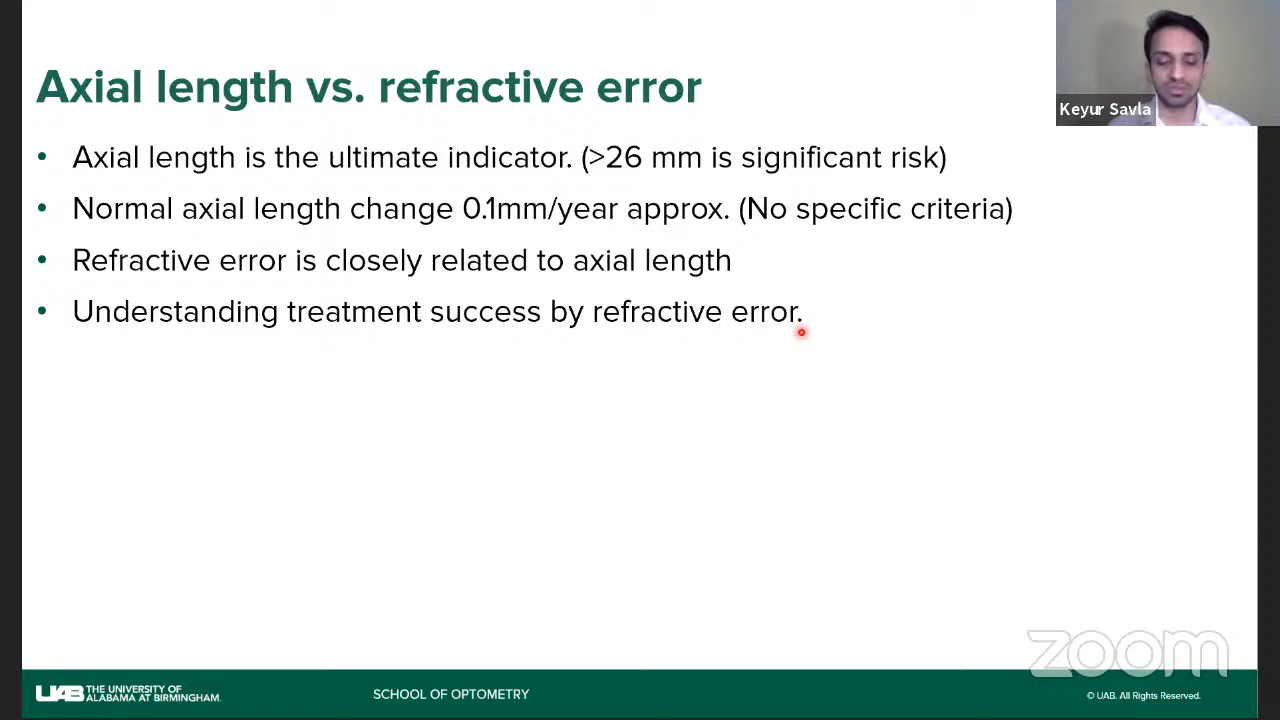 Axial length vs. refractive error
• Axial length is the ultimate indicator. (>26 mm is significant risk)
• Normal axial length change 0.1mm/year approx. (No specific criteria)
• Refractive error is closely related to axial length
• Understanding treatment success by refractive error.
Keyur Savla
zoom
UAB THE UNIVERSITY OF
ALABAMA AT BIRMINGHAM.
SCHOOL OF OPTOMETRY
© UAB. All Rights Reserved.